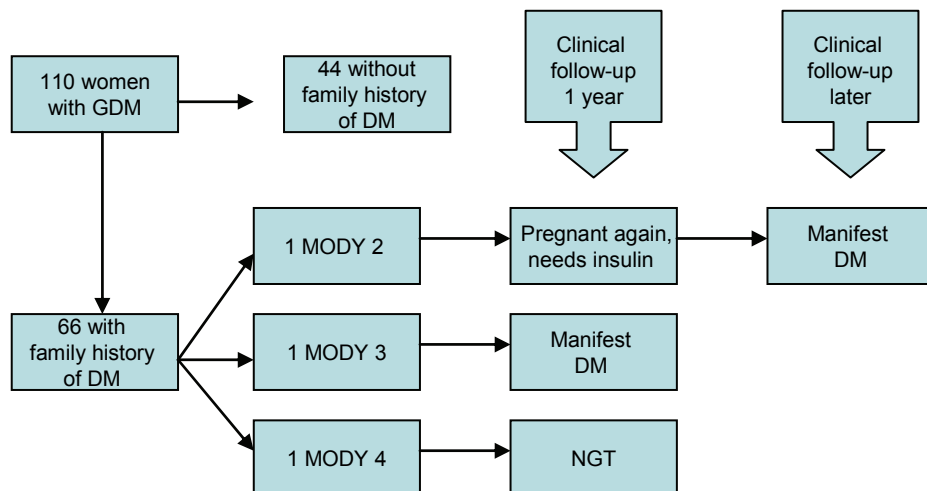 110 women
with GDM
44 without
family history
of DM
Clinical
follow-up
1 year
Clinical
follow-up
later
1 MODY 2
Pregnant again,
needs insulin
Manifest
DM
66 with
family history
of DM
1 MODY 3
Manifest
DM
1 MODY 4
NGT